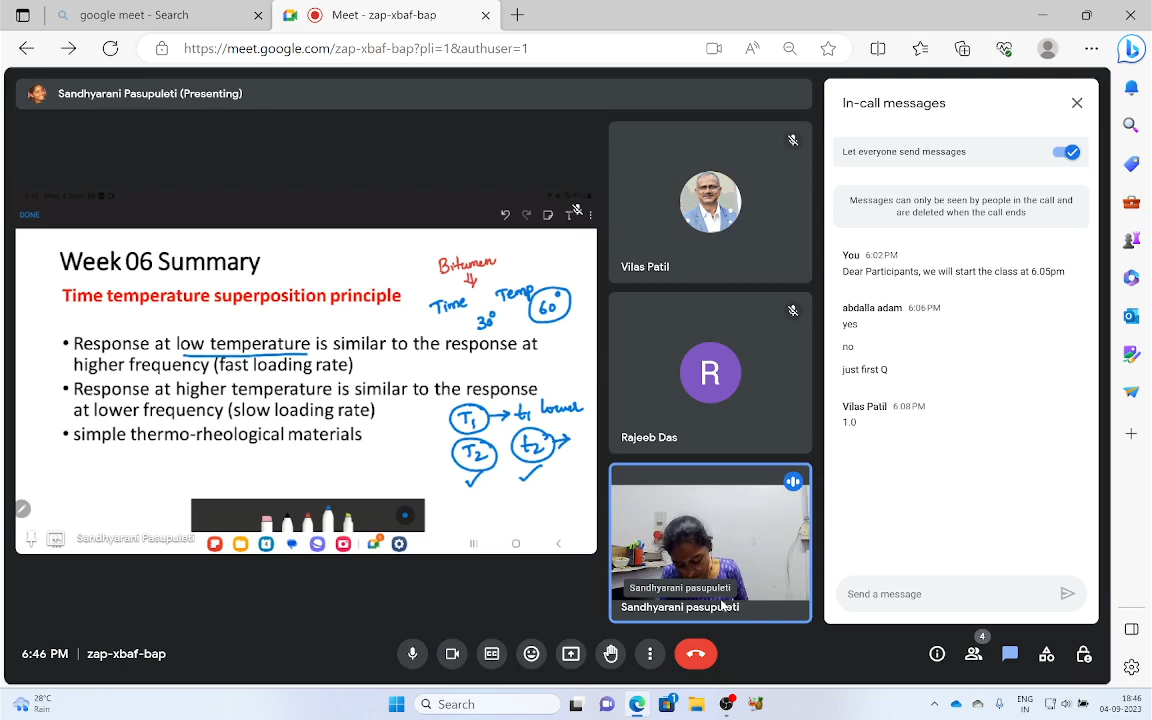 google meet - Search
Meet - zap-xbaf-bap
https://meet.google.com/zap-xbaf-bap?pli=1&authuser=1
Sandhyarani Pasupuleti (Presenting)
DONE
Week 06 Summary
Time temperature superposition principle
Bitumen
Time
Temp
30°
60°
• Response at low temperature is similar to the response at
higher frequency (fast loading rate)
• Response at higher temperature is similar to the response
at lower frequency (slow loading rate)
• simple thermo-rheological materials
T1 → t1 lower
T2
t2 →
Sandhyarani Pasupuleti
Vilas Patil
R
Rajeeb Das
Sandhyarani pasupuleti
Sandhyarani pasupuleti
In-call messages
Let everyone send messages
Messages can only be seen by people in the call and
are deleted when the call ends
You 6:02 PM
Dear Participants, we will start the class at 6.05pm
abdalla adam 6:06 PM
yes
no
just first Q
Vilas Patil 6:08 PM
1.0
Send a message
6:46 PM | zap-xbaf-bap
4
28°C
Rain
Search
1
ENG
IN
18:46
04-09-2023